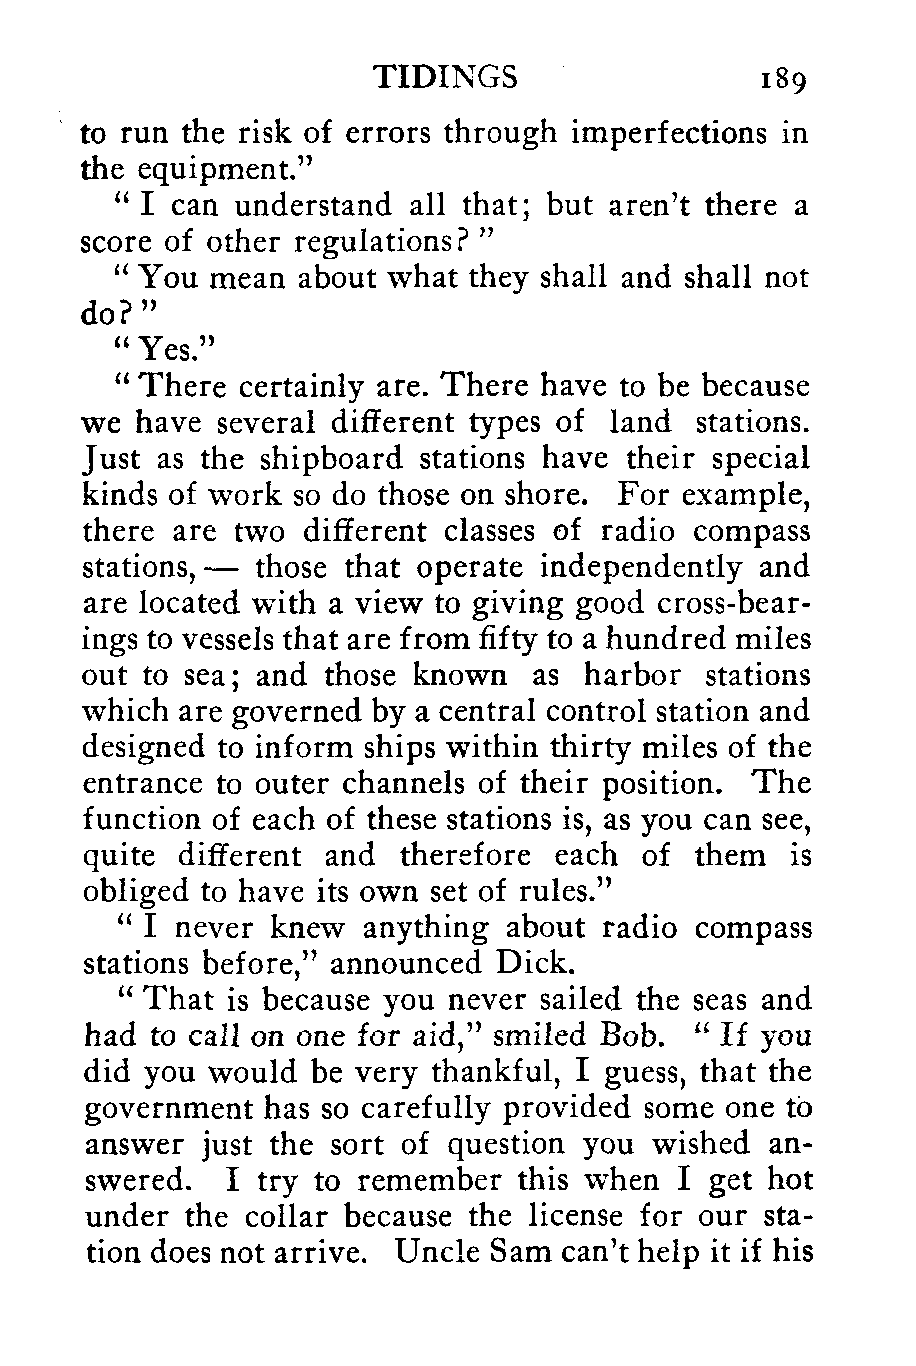 TIDINGS 189
to run the risk of errors through imperfections in
the equipment."
" I can understand all that; but aren't there a
score of other regulations? "
" You mean about what they shall and shall not
do? "
" Yes."
" There certainly are. There have to be because
we have several different types of land stations.
Just as the shipboard stations have their special
kinds of work so do those on shore. For example,
there are two different classes of radio compass
stations, — those that operate independently and
are located with a view to giving good cross-bear-
ings to vessels that are from fifty to a hundred miles
out to sea; and those known as harbor stations
which are governed by a central control station and
designed to inform ships within thirty miles of the
entrance to outer channels of their position. The
function of each of these stations is, as you can see,
quite different and therefore each of them is
obliged to have its own set of rules."
" I never knew anything about radio compass
stations before," announced Dick.
" That is because you never sailed the seas and
had to call on one for aid," smiled Bob. " If you
did you would be very thankful, I guess, that the
government has so carefully provided some one to
answer just the sort of question you wished an-
swered. I try to remember this when I get hot
under the collar because the license for our sta-
tion does not arrive. Uncle Sam can't help it if his